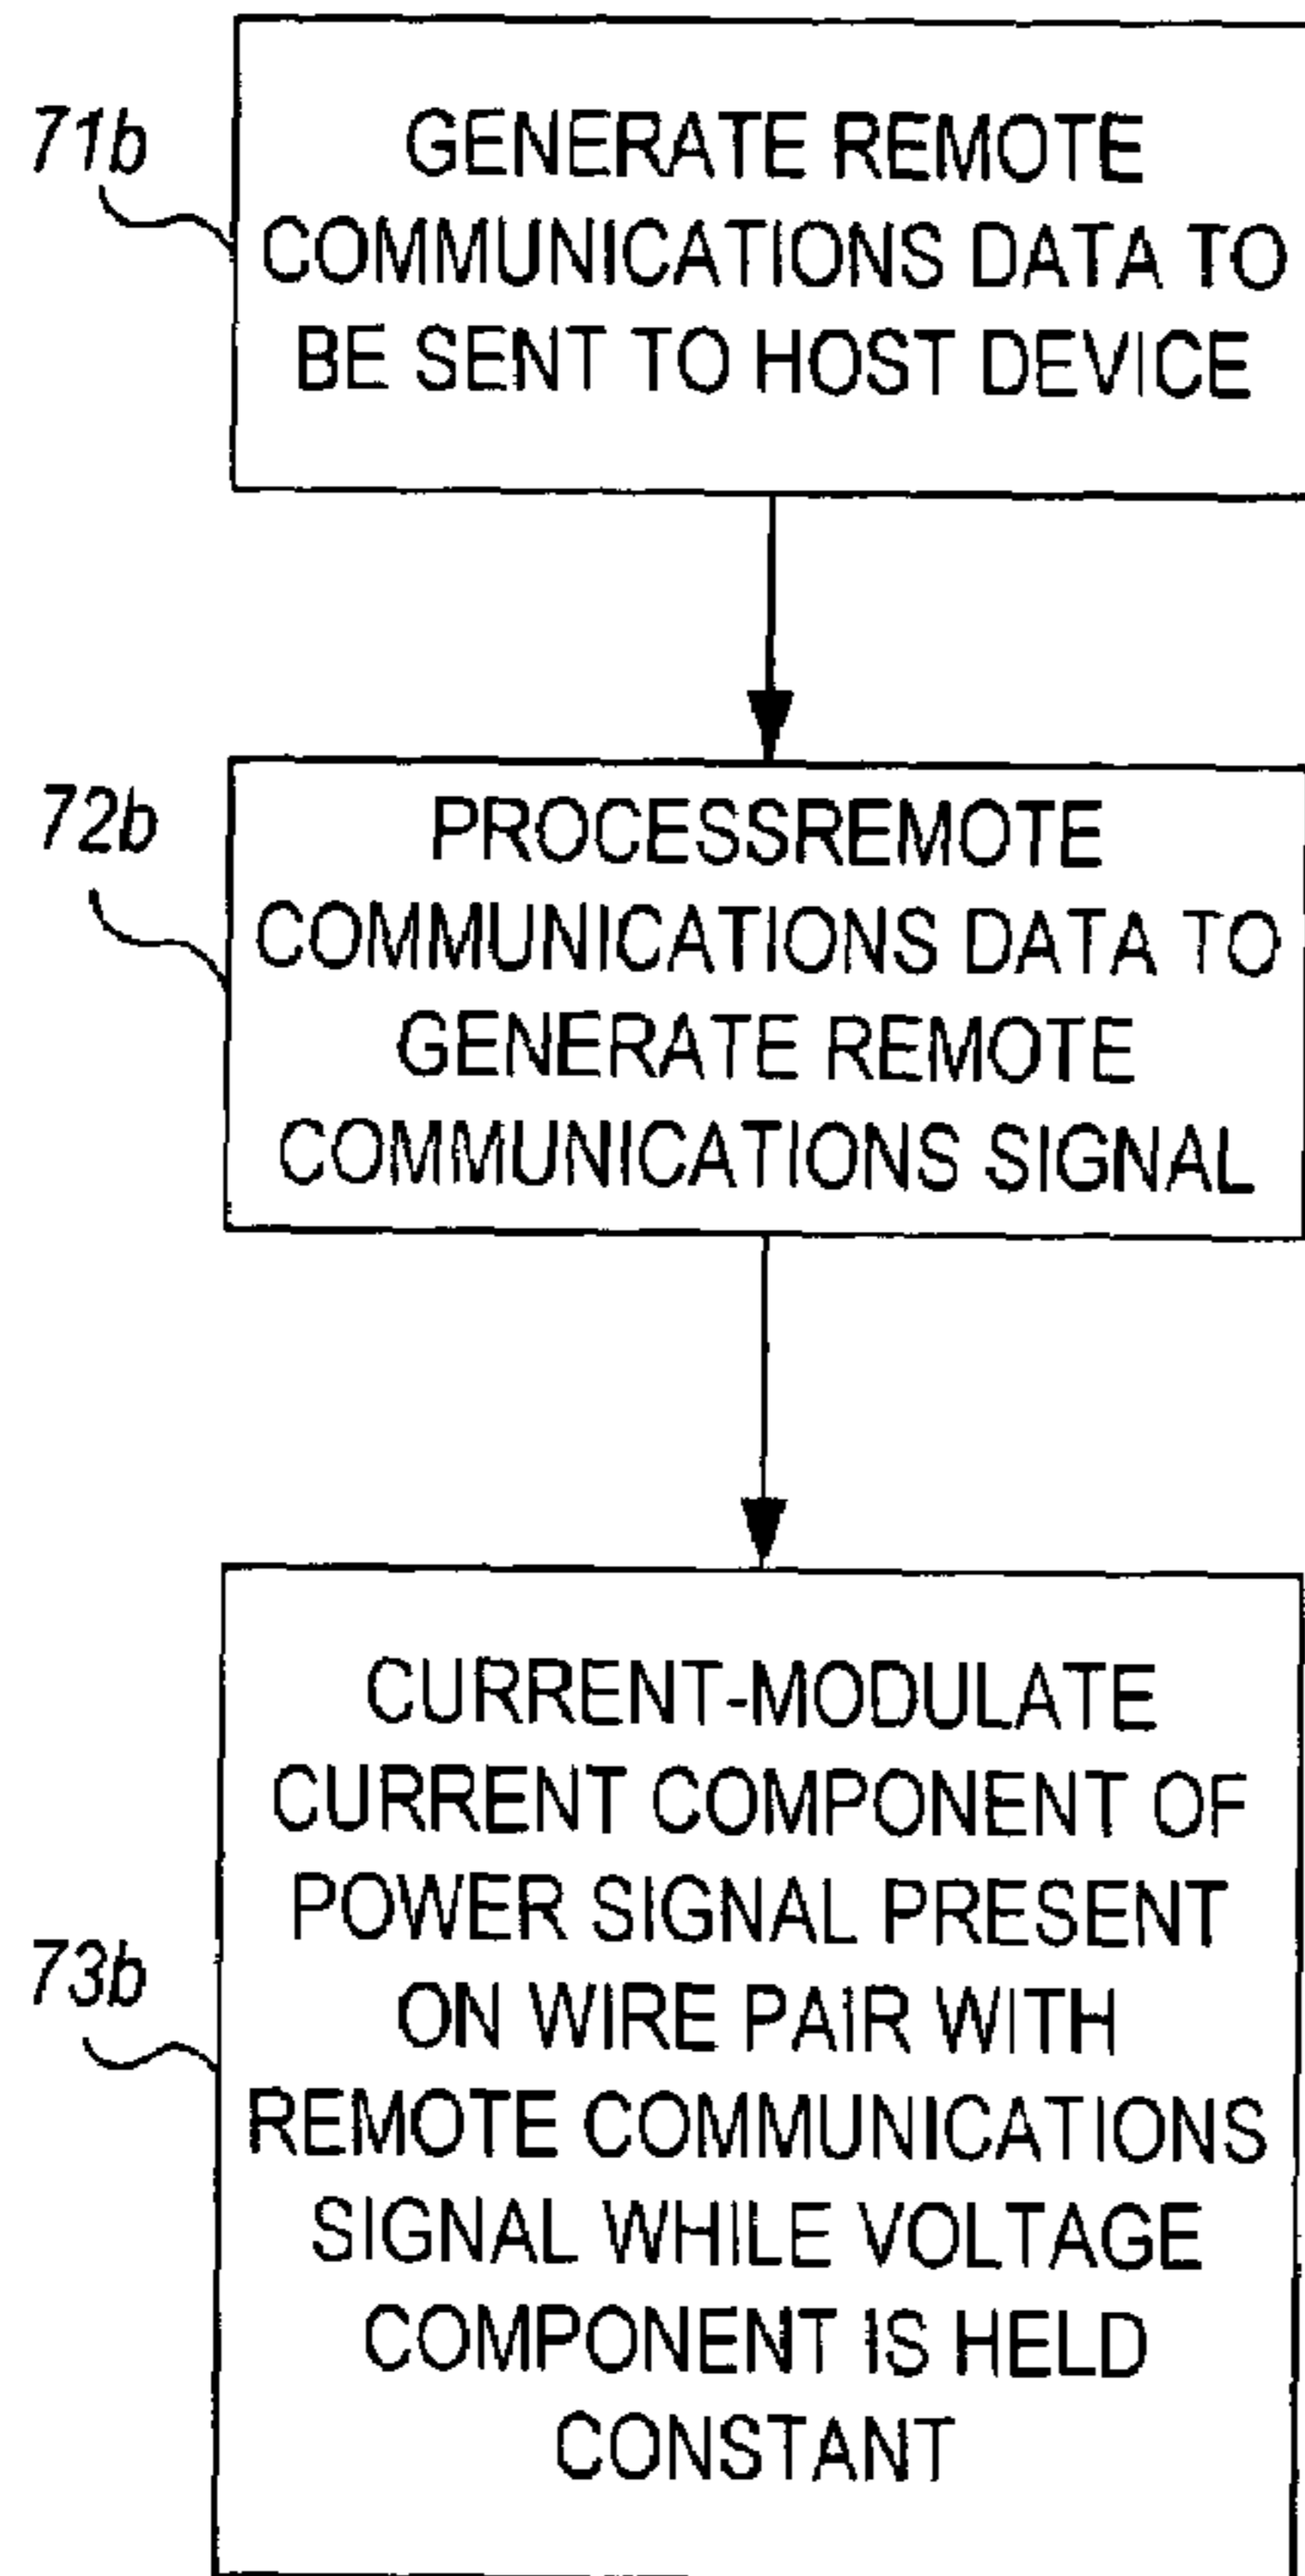 71b
GENERATE REMOTE
COMMUNICATIONS DATA TO
BE SENT TO HOST DEVICE
72b
PROCESSREMOTE
COMMUNICATIONS DATA TO
GENERATE REMOTE
COMMUNICATIONS SIGNAL
73b
CURRENT-MODULATE
CURRENT COMPONENT OF
POWER SIGNAL PRESENT
ON WIRE PAIR WITH
REMOTE COMMUNICATIONS
SIGNAL WHILE VOLTAGE
COMPONENT IS HELD
CONSTANT